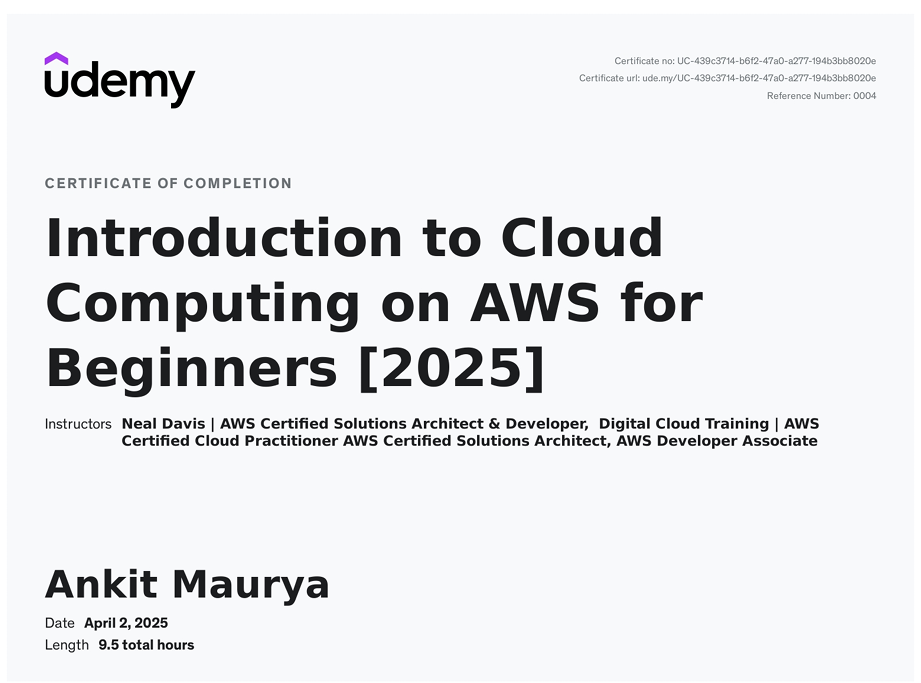 udemy
Certificate no: UC-439c3714-b6f2-47a0-a277-194b3bb8020e
Certificate url: ude.my/UC-439c3714-b6f2-47a0-a277-194b3bb8020e
Reference Number: 0004
CERTIFICATE OF COMPLETION
Introduction to Cloud
Computing on AWS for
Beginners [2025]
Instructors Neal Davis | AWS Certified Solutions Architect & Developer, Digital Cloud Training | AWS
Certified Cloud Practitioner AWS Certified Solutions Architect, AWS Developer Associate
Ankit Maurya
Date April 2, 2025
Length 9.5 total hours